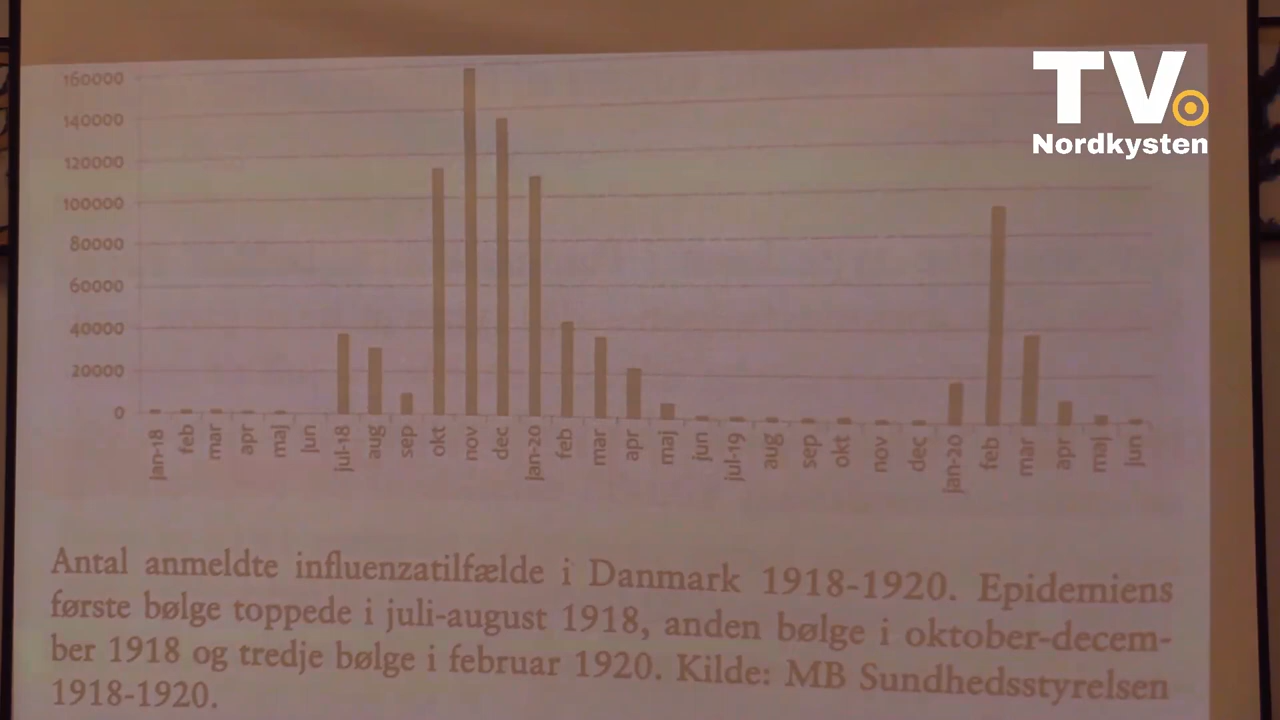 TV
Nordkysten
160000
140000
120000
100000
80000
60000
40000
20000
0
jan-18 feb mar apr maj jun jul-18 aug sep okt nov dec jan-20 feb mar apr maj jun jul-19 aug sep okt nov dec jan-20 feb mar apr maj jun
Antal anmeldte influenzatilfælde i Danmark 1918-1920. Epidemiens
første bølge toppede i juli-august 1918, anden bølge i oktober-decem-
ber 1918 og tredje bølge i februar 1920. Kilde: MB Sundhedsstyrelsen
1918-1920.